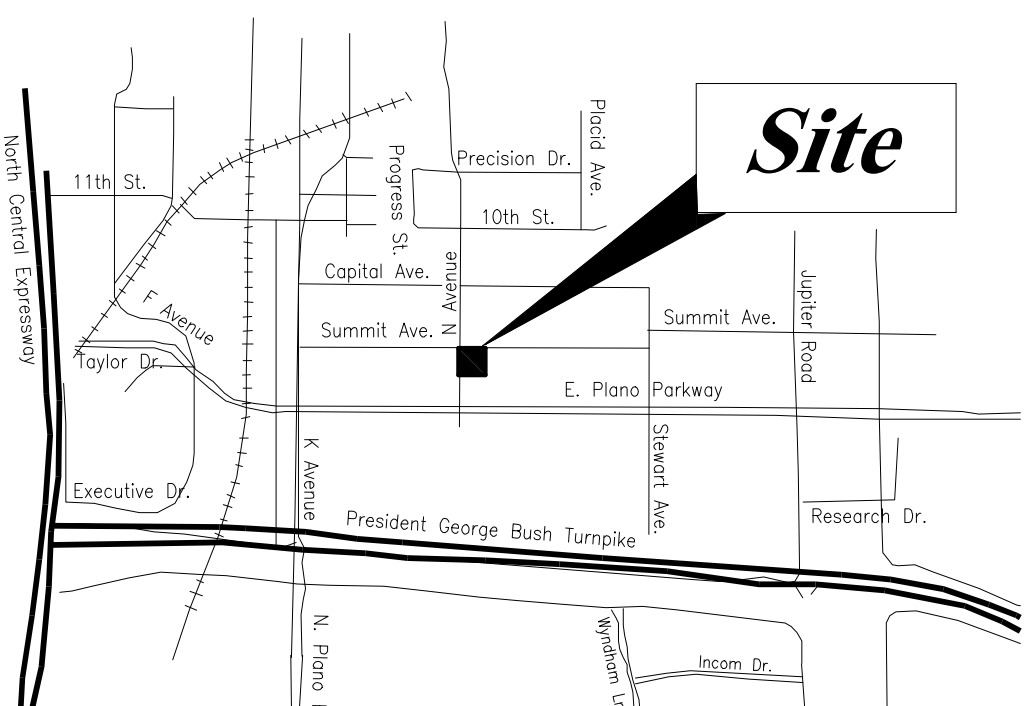 Site
Placid Ave.
North Central Expressway
Progress St.
Precision Dr.
11th St.
10th St.
N Avenue
Capital Ave.
Jupiter Road
F Avenue
Summit Ave.
Summit Ave.
Taylor Dr.
E. Plano Parkway
Stewart Ave.
K Avenue
Executive Dr.
President George Bush Turnpike
Research Dr.
N. Plano
Wyndham Ln
Incom Dr.